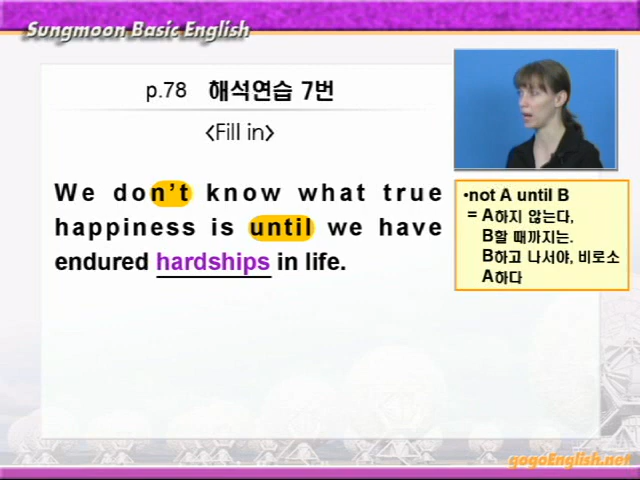 Sungmoon Basic English
p.78 해석연습 7번
<Fill in>
We don't know what true
happiness is until we have
endured hardships in life.
•not A until B
= A하지 않는다,
B할 때까지는.
B하고 나서야, 비로소
A하다
gogoEnglish.net